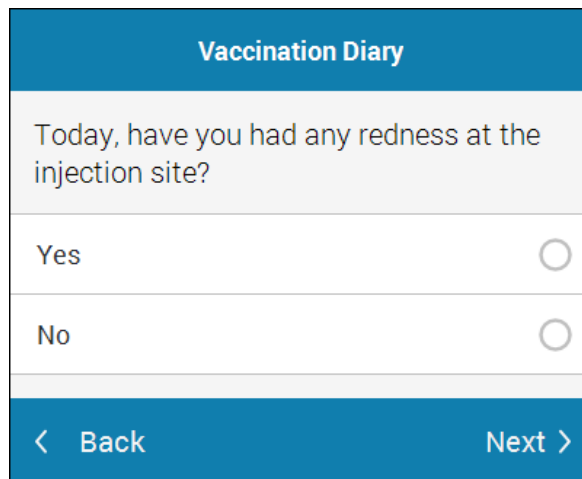 Vaccination Diary
Today, have you had any redness at the
injection site?
Yes
No
Back
Next